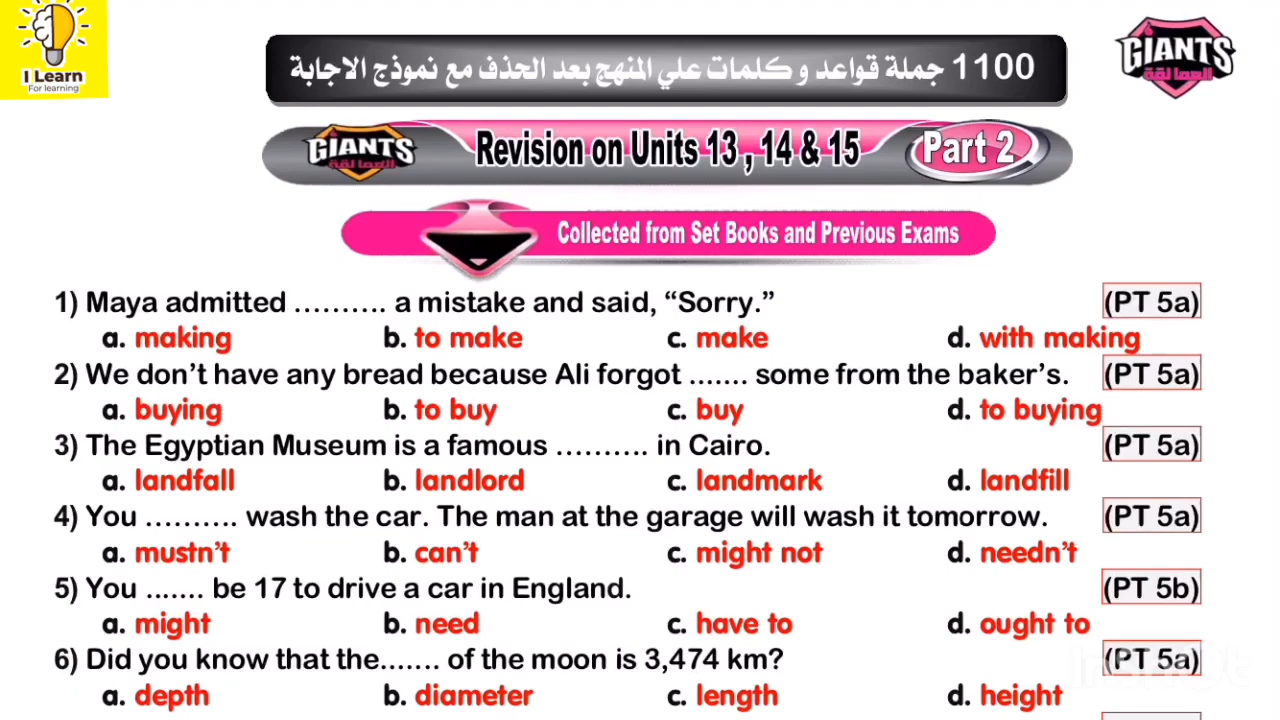 I Learn
For learning
1100 جملة قواعد و كلمات علي المنهج بعد الحذف مع نموذج الاجابة
GIANTS
العمالقة
GIANTS
العمالقة
Revision on Units 13 , 14 & 15
Part 2
Collected from Set Books and Previous Exams
1) Maya admitted ………. a mistake and said, “Sorry.” (PT 5a)
a. making b. to make c. make d. with making
2) We don’t have any bread because Ali forgot ....... some from the baker’s. (PT 5a)
a. buying b. to buy c. buy d. to buying
3) The Egyptian Museum is a famous ………. in Cairo. (PT 5a)
a. landfall b. landlord c. landmark d. landfill
4) You ………. wash the car. The man at the garage will wash it tomorrow. (PT 5a)
a. mustn’t b. can’t c. might not d. needn’t
5) You ....... be 17 to drive a car in England. (PT 5b)
a. might b. need c. have to d. ought to
6) Did you know that the....... of the moon is 3,474 km? (PT 5a)
a. depth b. diameter c. length d. height